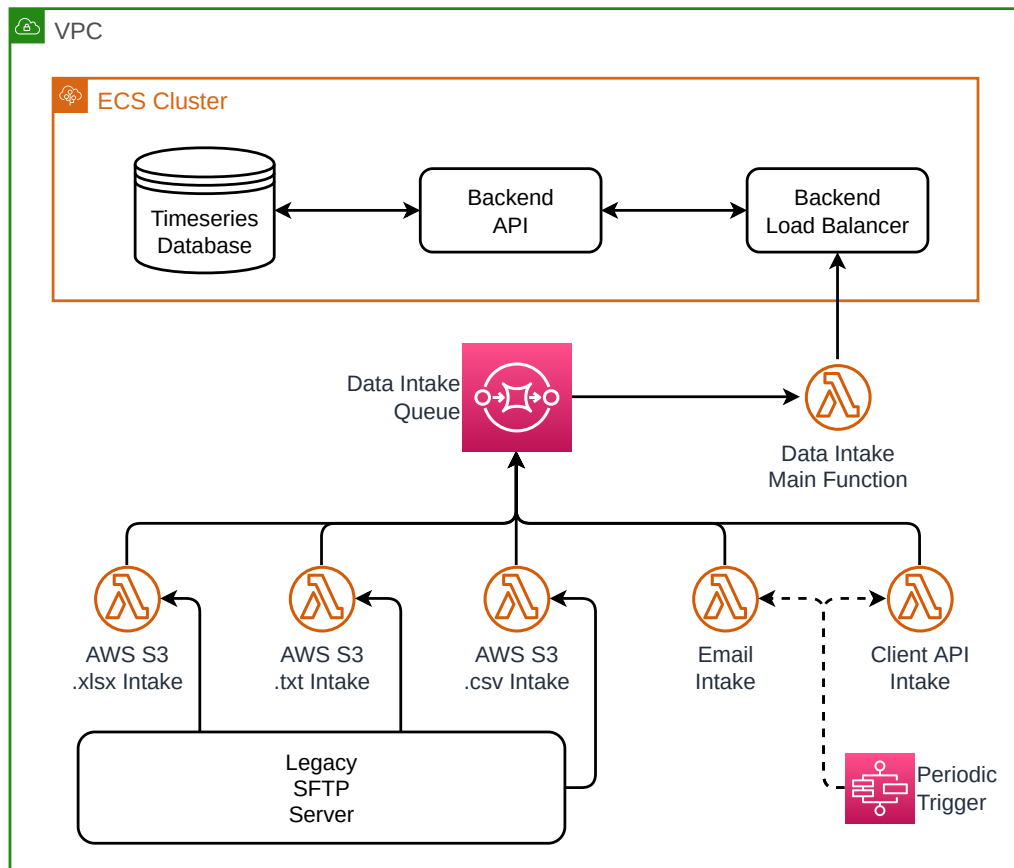 VPC
ECS Cluster
Timeseries
Database
Backend
API
Backend
Load Balancer
Data Intake
Queue
Data Intake
Main Function
AWS S3
.xlsx Intake
AWS S3
.txt Intake
AWS S3
.csv Intake
Email
Intake
Client API
Intake
Legacy
SFTP
Server
Periodic
Trigger